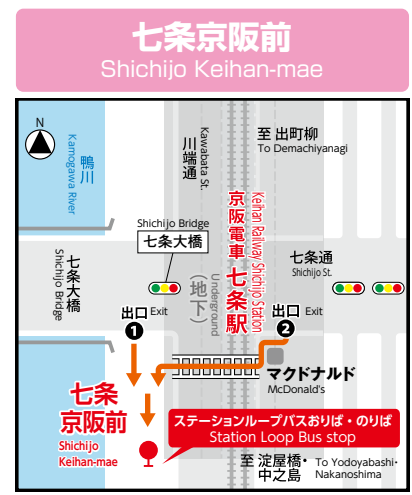 七条京阪前
Shichijo Keihan-mae
N
鴨川
Kamogawa River
川端通
Kawabata St.
至 出町柳
To Demachiyanagi
Shichijo Bridge
七条大橋
七条大橋
Shichijo Bridge
京阪電車 七条駅
Keihan Railway Shichijo Station
（地下）
Underground
七条通
Shichijo St.
出口 Exit
1
出口 Exit
2
マクドナルド
McDonald's
七条
京阪前
Shichijo
Keihan-mae
ステーションループバスおりば・のりば
Station Loop Bus stop
至 淀屋橋・
中之島
To Yodoyabashi・
Nakanoshima